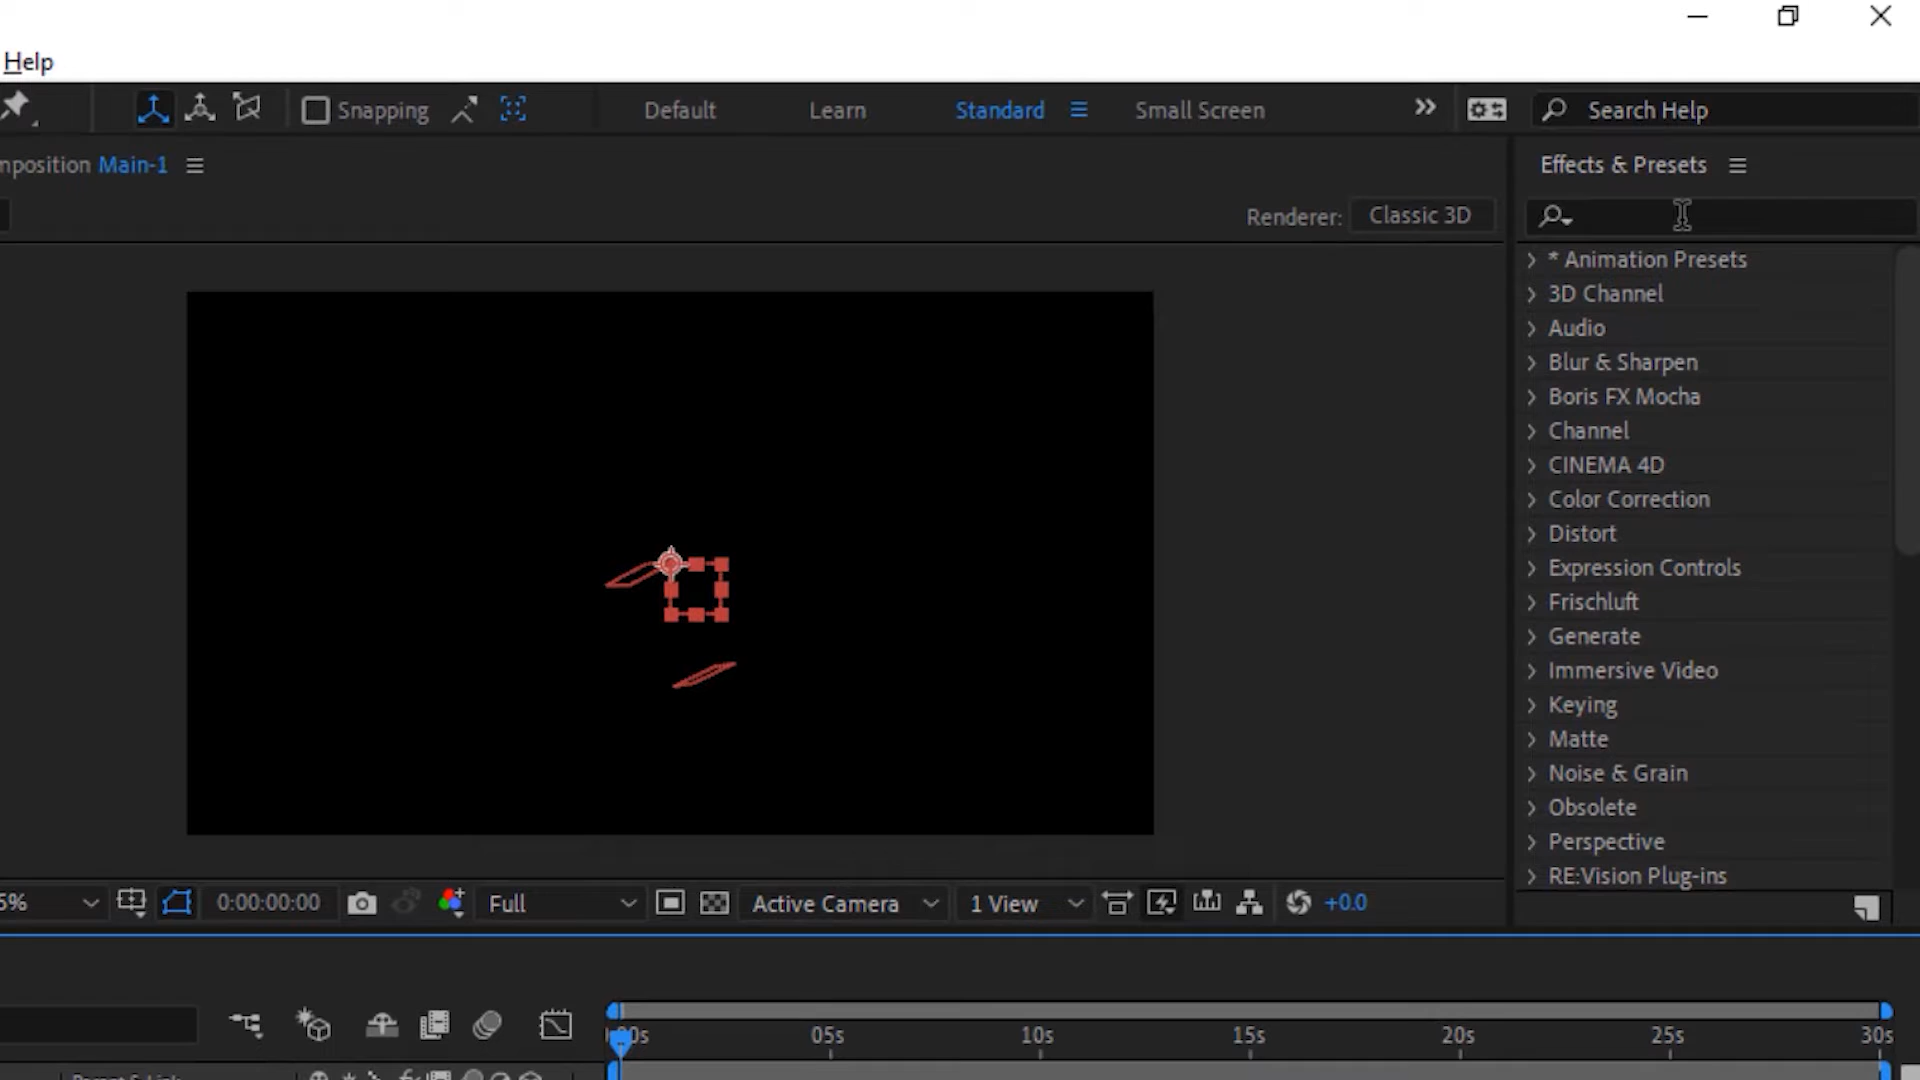 Help
Snapping
Default
Learn
Standard
Small Screen
Search Help
mposition Main-1
Effects & Presets
Renderer: Classic 3D
* Animation Presets
3D Channel
Audio
Blur & Sharpen
Boris FX Mocha
Channel
CINEMA 4D
Color Correction
Distort
Expression Controls
Frischluft
Generate
Immersive Video
Keying
Matte
Noise & Grain
Obsolete
Perspective
RE:Vision Plug-ins
5%
0:00:00:00
Full
Active Camera
1 View
+0.0
00s
05s
10s
15s
20s
25s
30s